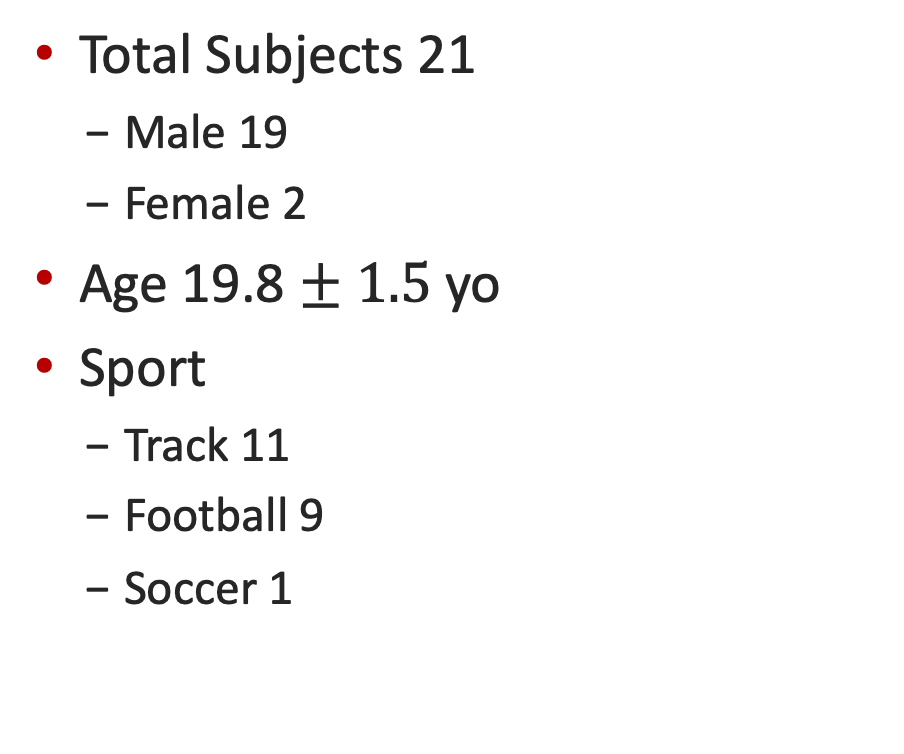 • Total Subjects 21
– Male 19
– Female 2
• Age 19.8 ± 1.5 yo
• Sport
– Track 11
– Football 9
– Soccer 1